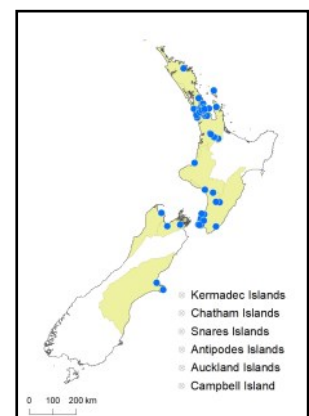 Kermadec Islands
Chatham Islands
Snares Islands
Antipodes Islands
Auckland Islands
Campbell Island
0 100 200 km